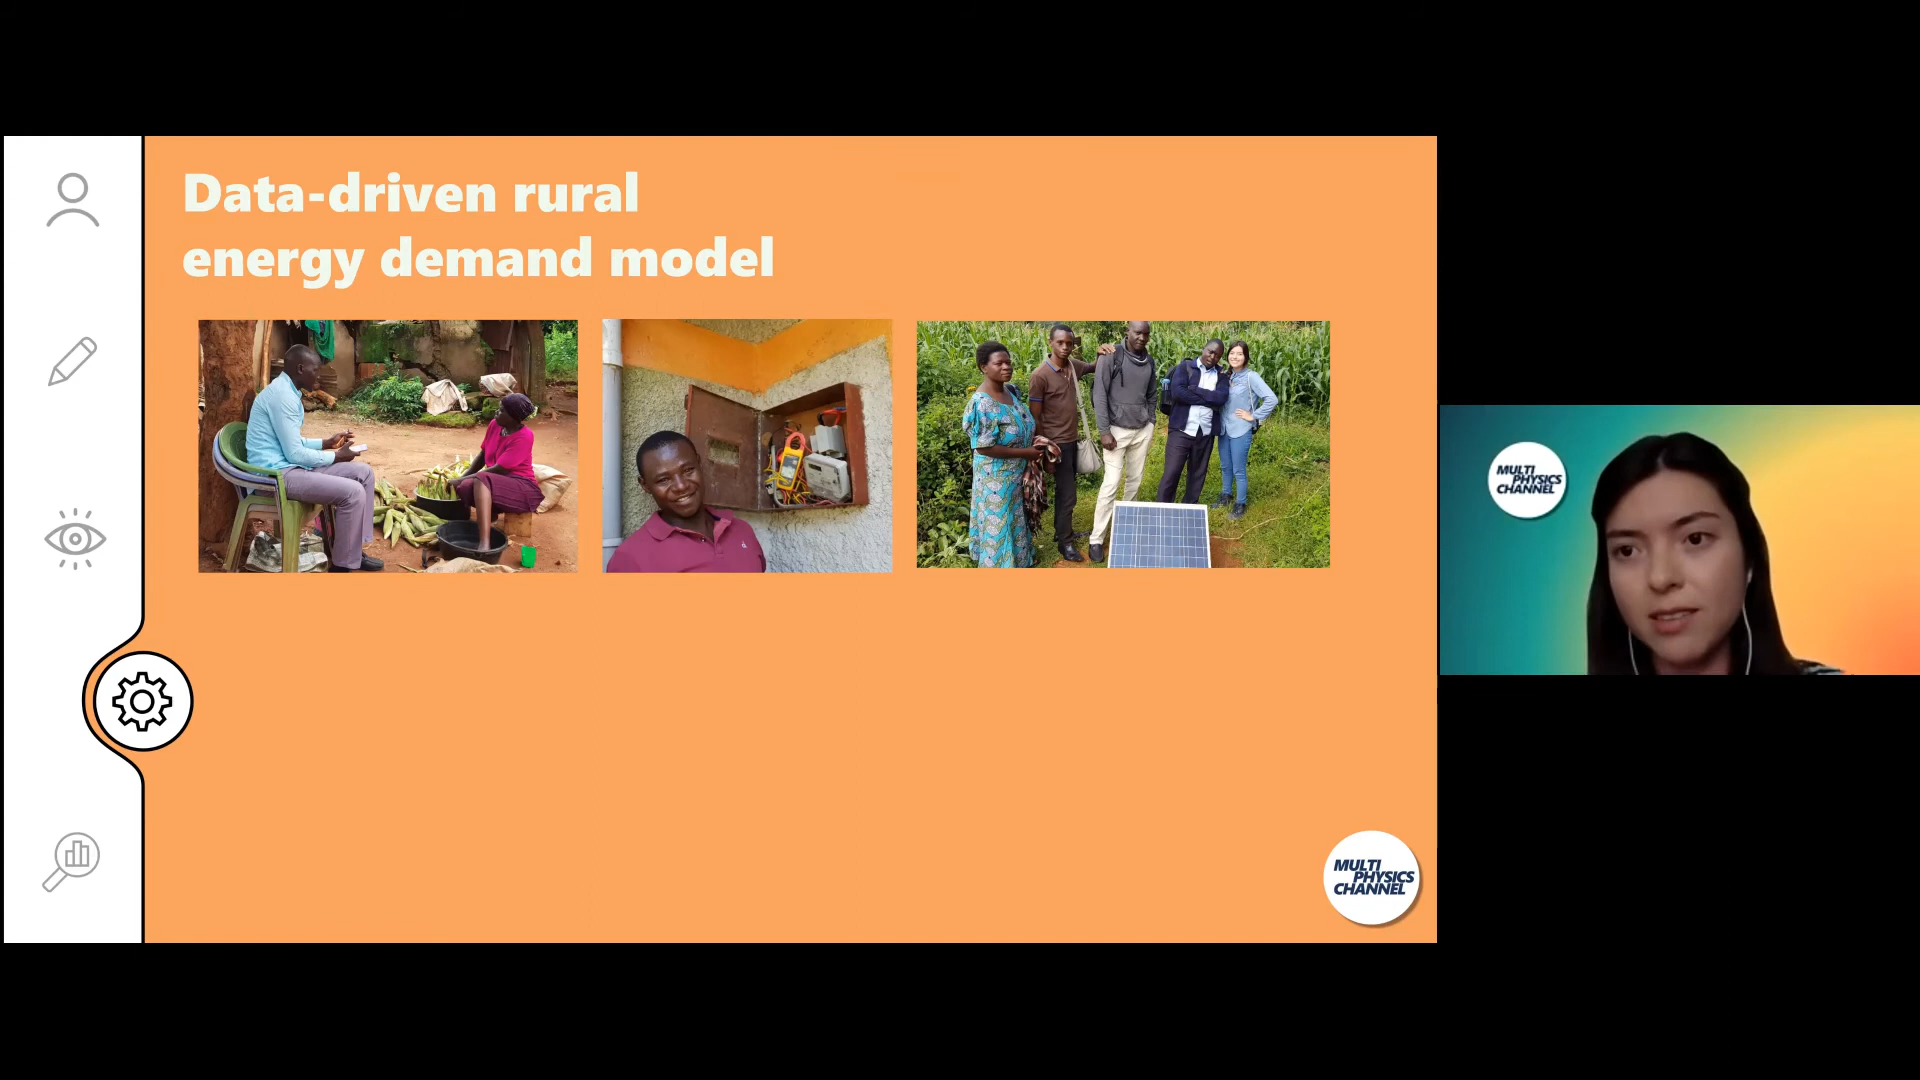 Data-driven rural
energy demand model
MULTI
PHYSICS
CHANNEL
MULTI
PHYSICS
CHANNEL